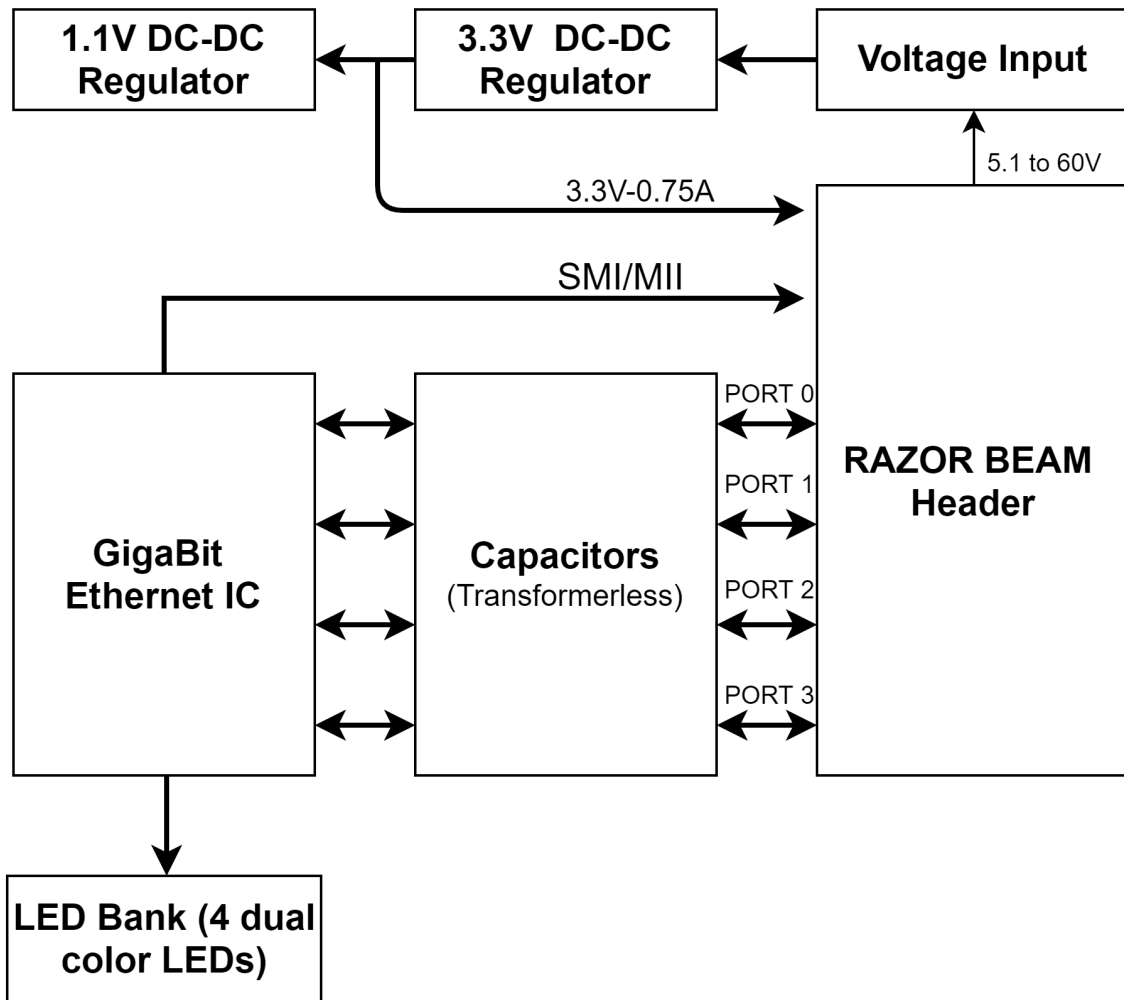 1.1V DC-DC
Regulator
3.3V  DC-DC
Regulator
Voltage Input
5.1 to 60V
3.3V-0.75A
SMI/MII
GigaBit
Ethernet IC
Capacitors
(Transformerless)
PORT 0
PORT 1
PORT 2
PORT 3
RAZOR BEAM
Header
LED Bank (4 dual
color LEDs)